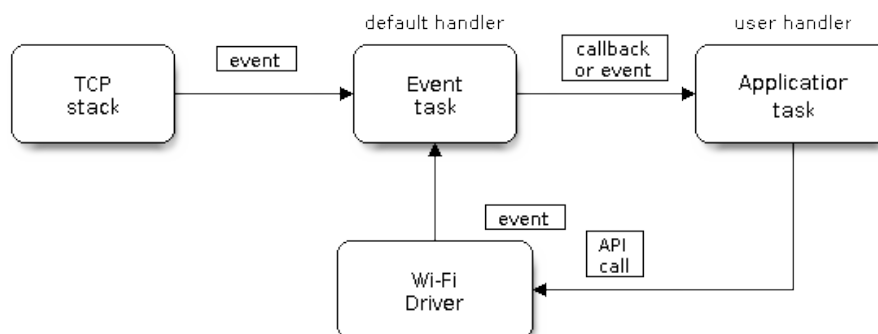 default handler
user handler
event
callback
or event
TCP
stack
Event
task
Application
task
event
API
call
Wi-Fi
Driver